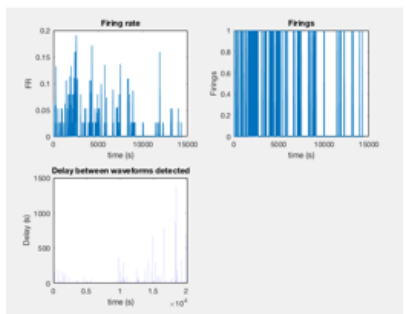 Firing rate
0.2
0.15
0.1
0.05
0
FR
0 5000 10000 15000
time (s)
Firings
1
0.8
0.6
0.4
0.2
0
Firings
0 5000 10000 15000
time (s)
Delay between waveforms detected
1500
1000
500
0
Delay (s)
0 0.5 1 1.5 2
time (s)
×10⁴